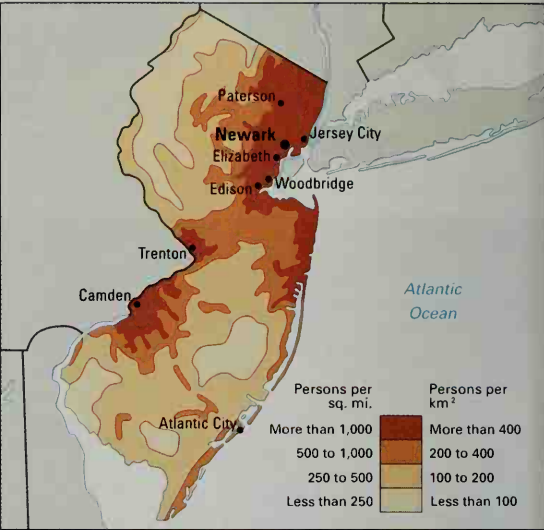 Paterson
Newark
Jersey City
Elizabeth
Edison
Woodbridge
Trenton
Camden
Atlantic
Ocean
Atlantic City
Persons per
sq. mi.
Persons per
km²
More than 1,000
More than 400
500 to 1,000
200 to 400
250 to 500
100 to 200
Less than 250
Less than 100